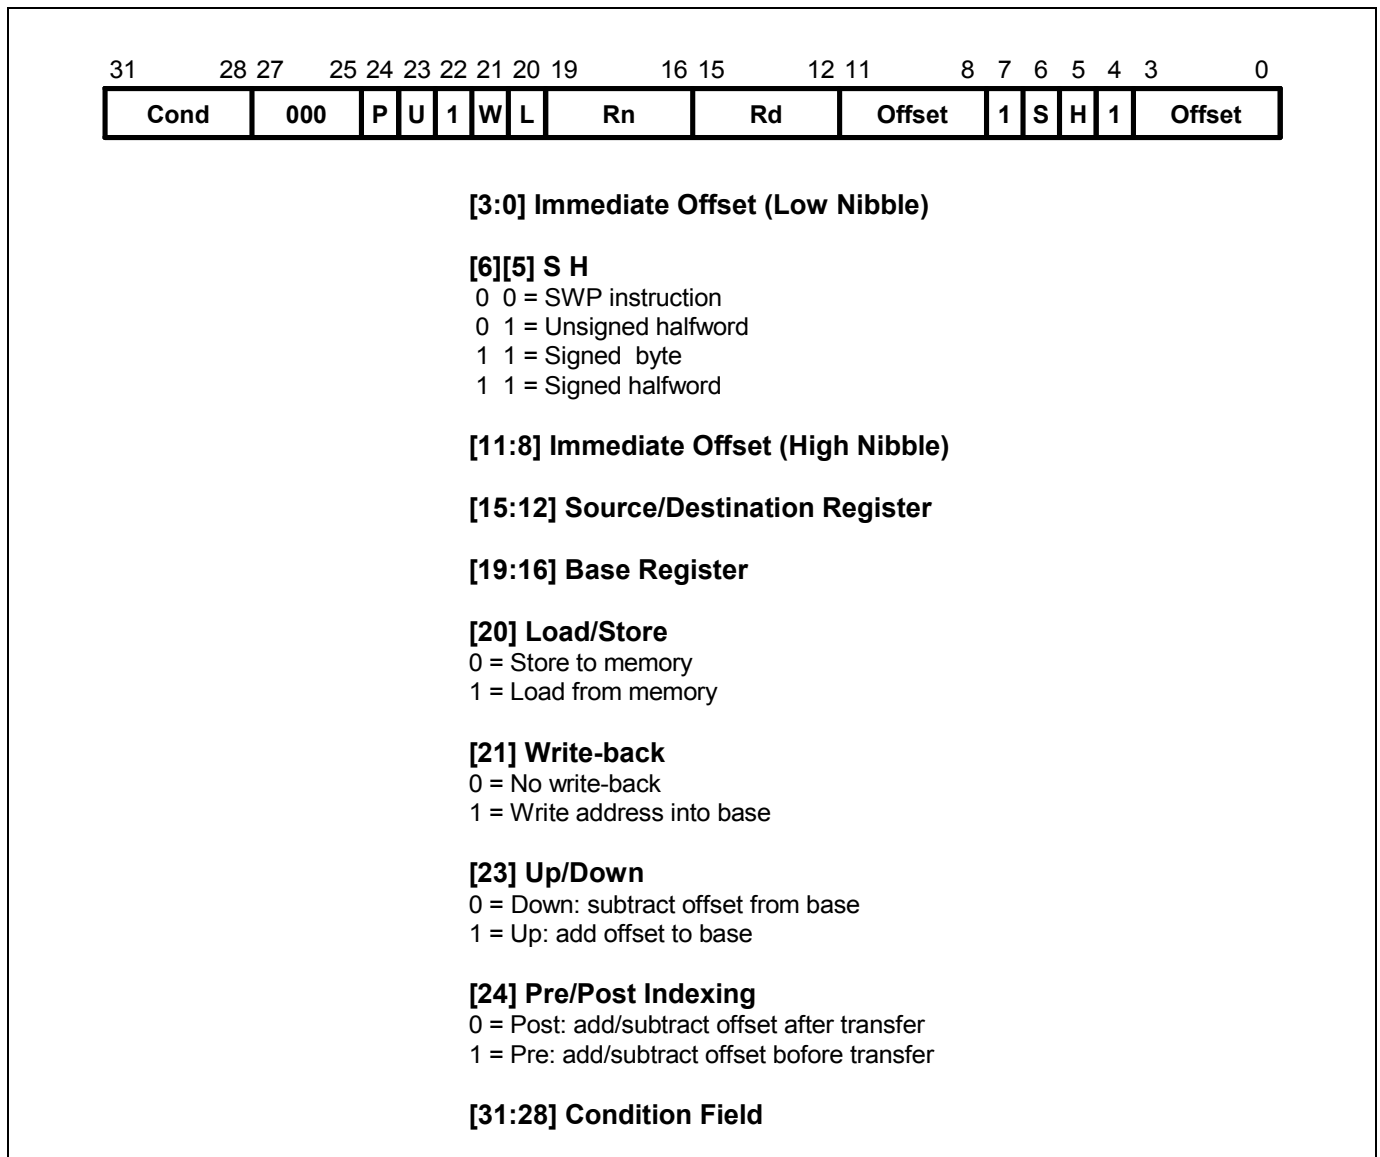 31 28 27 25 24 23 22 21 20 19 16 15 12 11 8 7 6 5 4 3 0
Cond 000 P U 1 W L Rn Rd Offset 1 S H 1 Offset
[3:0] Immediate Offset (Low Nibble)
[6][5] S H
0 0 = SWP instruction
0 1 = Unsigned halfword
1 1 = Signed byte
1 1 = Signed halfword
[11:8] Immediate Offset (High Nibble)
[15:12] Source/Destination Register
[19:16] Base Register
[20] Load/Store
0 = Store to memory
1 = Load from memory
[21] Write-back
0 = No write-back
1 = Write address into base
[23] Up/Down
0 = Down: subtract offset from base
1 = Up: add offset to base
[24] Pre/Post Indexing
0 = Post: add/subtract offset after transfer
1 = Pre: add/subtract offset bofore transfer
[31:28] Condition Field